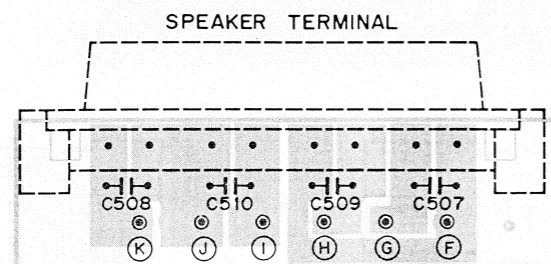 SPEAKER TERMINAL
C508 C510 C509 C507
K J I H G F